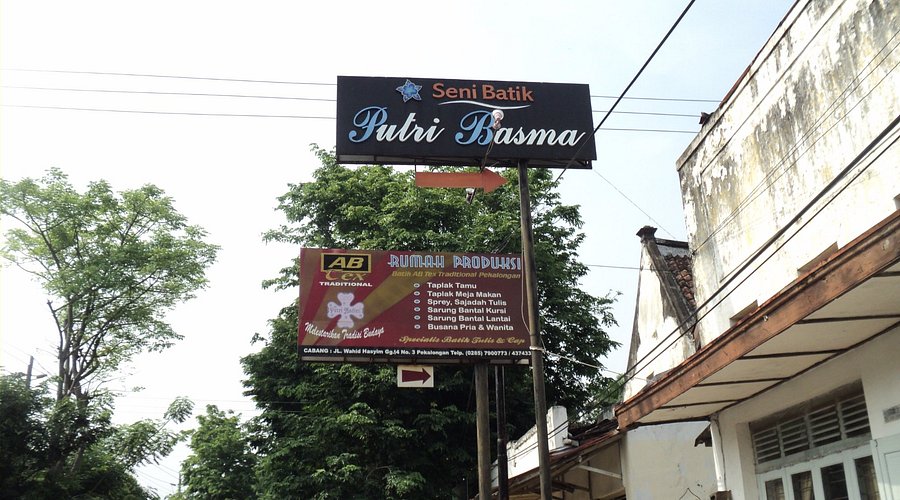 Seni Batik
Putri Basma
AB
Tex
TRADITIONAL
Melestarikan Tradisi Budaya
RUMAH PRODUKSI
Batik AB Tex Traditional Pekalongan
Taplak Tamu
Taplak Meja Makan
Sprey, Sajadah Tulis
Sarung Bantal Kursi
Sarung Bantal Lantai
Busana Pria & Wanita
Specialis Batik Tulis & Cap
CABANG : JL. Wahid Hasyim Gg.14 No. 3 Pekalongan Telp. (0285) 7900773 / 437433